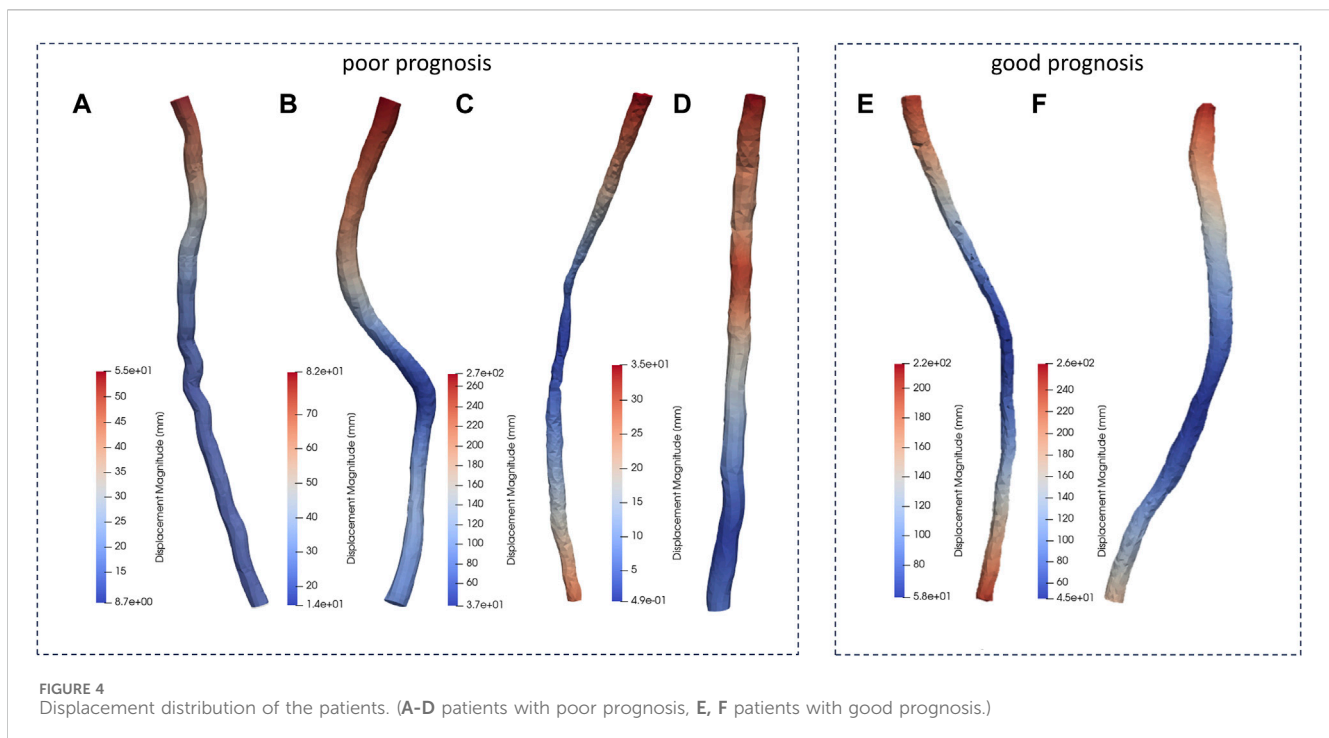 poor prognosis
good prognosis
A
B
C
D
E
F
5.5e+01
50
45
40
35
30
25
20
15
8.7e+00
Displacement Magnitude (mm)
8.2e+01
70
60
50
40
30
20
1.4e+01
Displacement Magnitude (mm)
2.7e+02
260
240
220
200
180
160
140
120
100
80
60
3.7e+01
Displacement Magnitude (mm)
3.5e+01
30
25
20
15
10
5
4.9e-01
Displacement Magnitude (mm)
2.2e+02
200
180
160
140
120
100
80
5.8e+01
Displacement Magnitude (mm)
2.6e+02
240
220
200
180
160
140
120
100
80
60
4.5e+01
Displacement Magnitude (mm)
FIGURE 4
Displacement distribution of the patients. (A-D patients with poor prognosis, E, F patients with good prognosis.)